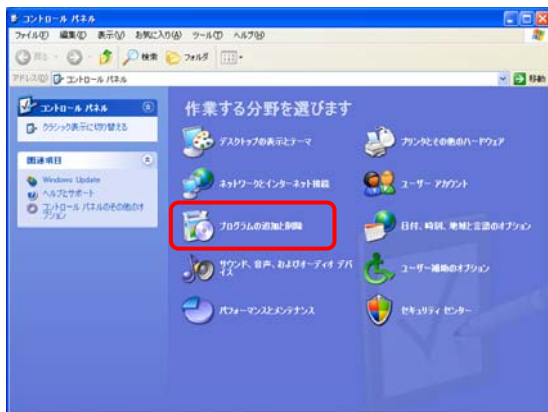 コントロール パネル
ファイル(F) 編集(E) 表示(V) お気に入り(A) ツール(T) ヘルプ(H)
戻る 検索 フォルダ
アドレス(D) コントロール パネル 移動
コントロール パネル
クラシック表示に切り替える
関連項目
Windows Update
ヘルプとサポート
コントロール パネルのその他のオ
プション
作業する分野を選びます
デスクトップの表示とテーマ
プリンタとその他のハードウェア
ネットワークとインターネット接続
ユーザー アカウント
プログラムの追加と削除
日付、時刻、地域と言語のオプション
サウンド、音声、およびオーディオ デバ
イス
ユーザー補助のオプション
パフォーマンスとメンテナンス
セキュリティ センター